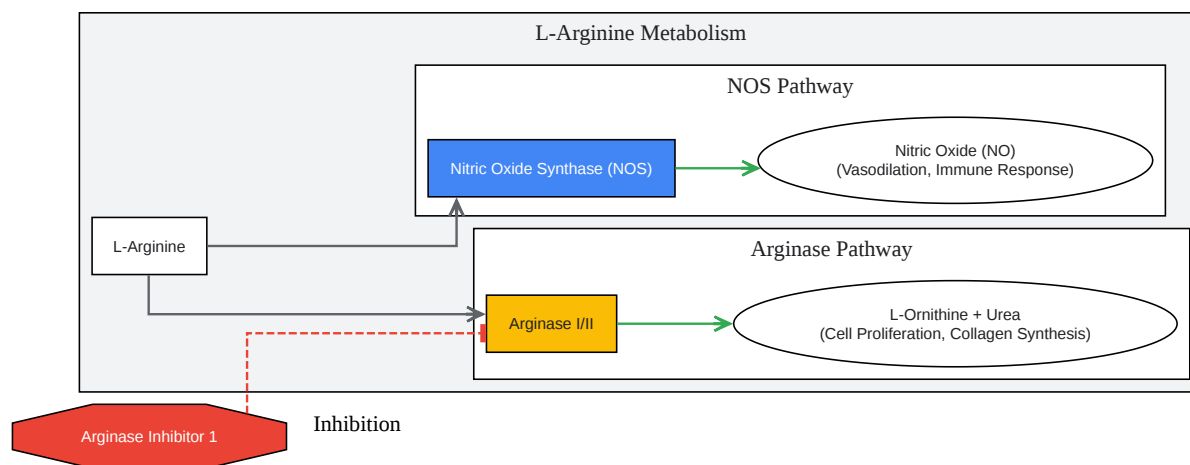 L-Arginine Metabolism
NOS Pathway
Nitric Oxide Synthase (NOS)
Nitric Oxide (NO)
(Vasodilation, Immune Response)
L-Arginine
Arginase Pathway
Arginase I/II
L-Ornithine + Urea
(Cell Proliferation, Collagen Synthesis)
Arginase Inhibitor 1
Inhibition